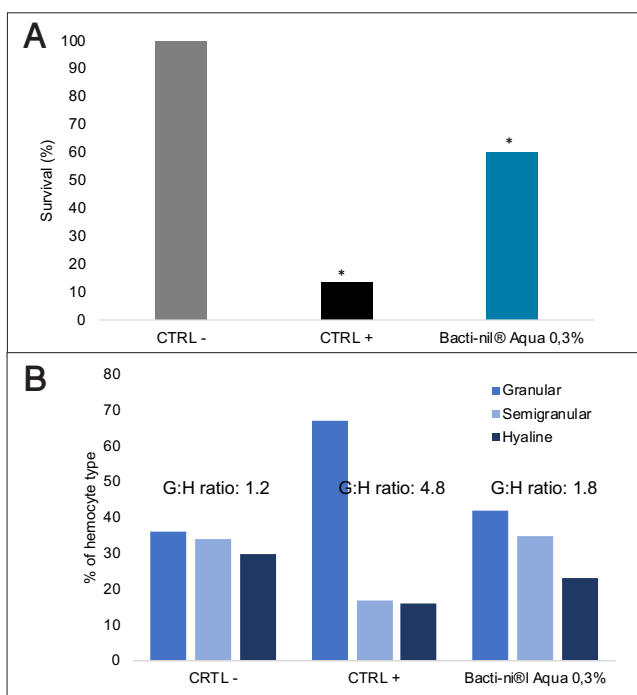 A
100
90
80
70
60
50
40
30
20
10
0
Survival (%)
*
*
CTRL -
CTRL +
Bacti-nil® Aqua 0,3%
B
80
70
60
50
40
30
20
10
0
% of hemocyte type
Granular
Semigranular
Hyaline
G:H ratio: 1.2
G:H ratio: 4.8
G:H ratio: 1.8
CRTL -
CTRL +
Bacti-ni®l Aqua 0,3%